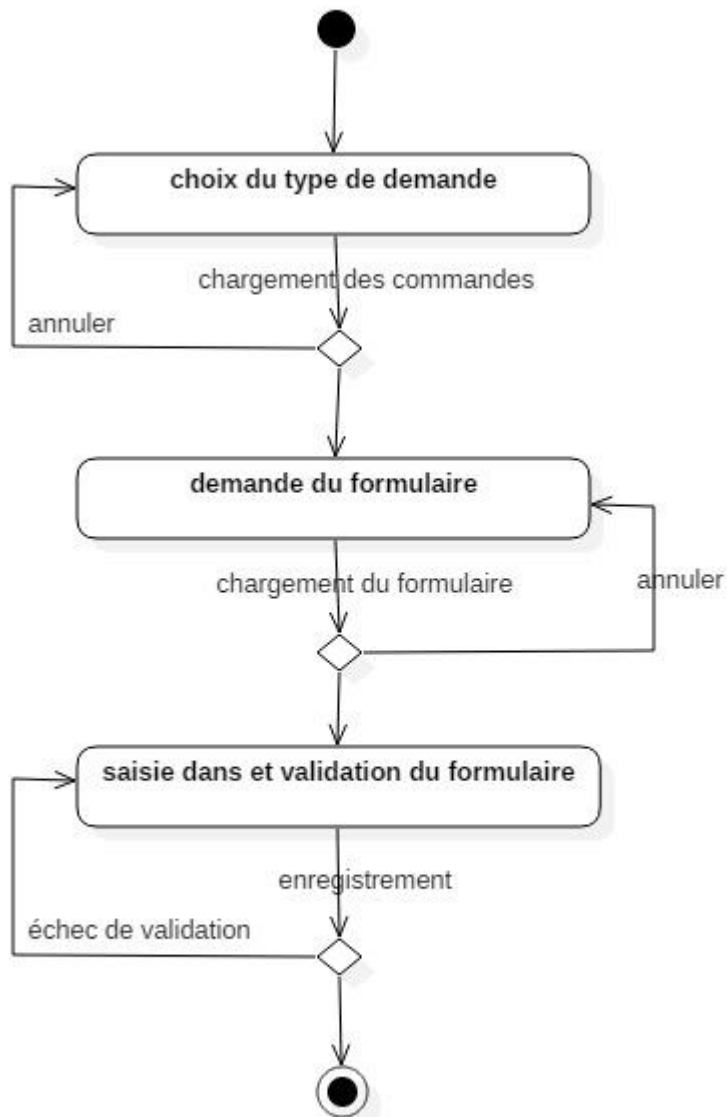 choix du type de demande
chargement des commandes
annuler
demande du formulaire
chargement du formulaire
annuler
saisie dans et validation du formulaire
enregistrement
échec de validation